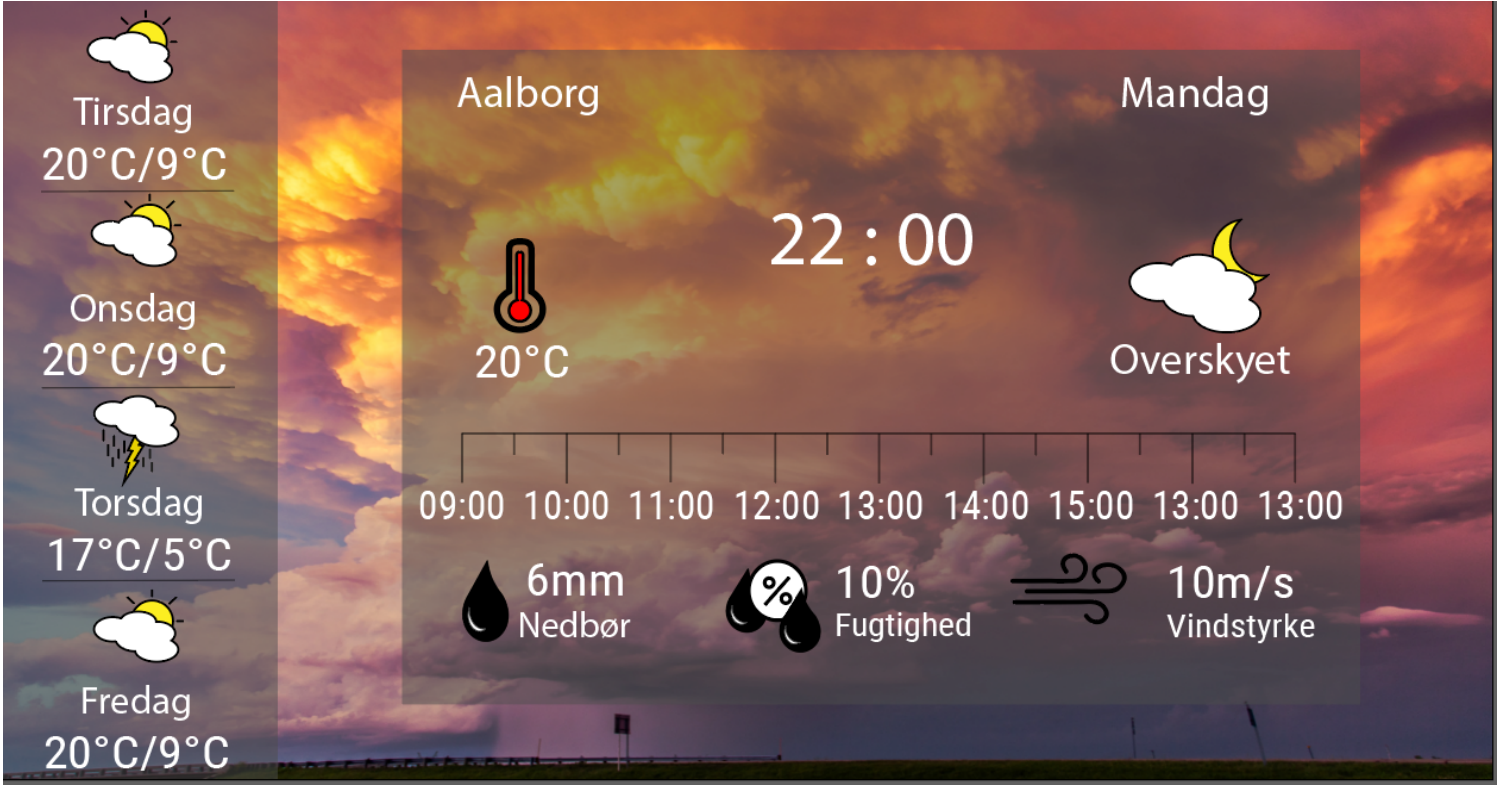 Tirsdag
20°C/9°C
Onsdag
20°C/9°C
Torsdag
17°C/5°C
Fredag
20°C/9°C
Aalborg
Mandag
22 : 00
20°C
Overskyet
09:00 10:00 11:00 12:00 13:00 14:00 15:00 13:00 13:00
6mm
Nedbør
%
10%
Fugtighed
10m/s
Vindstyrke